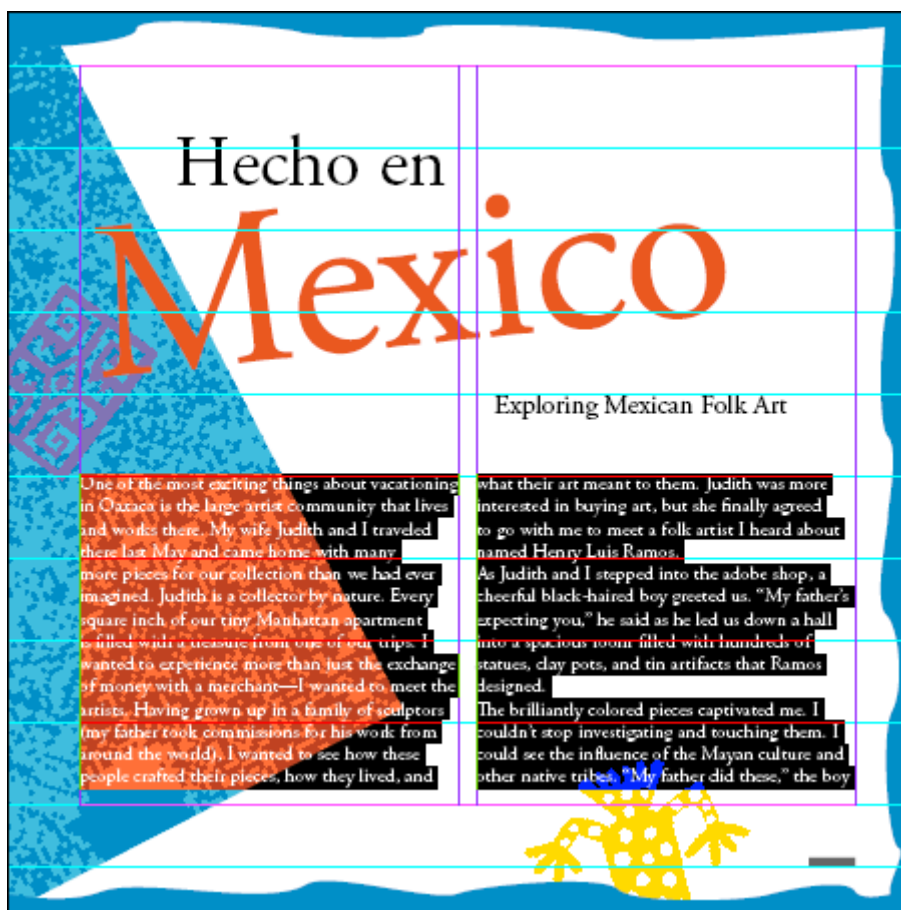 Hecho en
Mexico
Exploring Mexican Folk Art
One of the most exciting things about vacationing
in Oaxaca is the large artist community that lives
and works there. My wife Judith and I traveled
there last May and came home with many
more pieces for our collection than we had ever
imagined. Judith is a collector by nature. Every
square inch of our tiny Manhattan apartment
is filled with a treasure from one of our trips. I
wanted to experience more than just the exchange
of money with a merchant—I wanted to meet the
artists. Having grown up in a family of sculptors
(my father took commissions for his work from
around the world), I wanted to see how these
people crafted their pieces, how they lived, and
what their art meant to them. Judith was more
interested in buying art, but she finally agreed
to go with me to meet a folk artist I heard about
named Henry Luis Ramos.
As Judith and I stepped into the adobe shop, a
cheerful black-haired boy greeted us. “My father’s
expecting you,” he said as he led us down a hall
into a spacious room filled with hundreds of
statues, clay pots, and tin artifacts that Ramos
designed.
The brilliantly colored pieces captivated me. I
couldn’t stop investigating and touching them. I
could see the influence of the Mayan culture and
other native tribes. “My father did these,” the boy